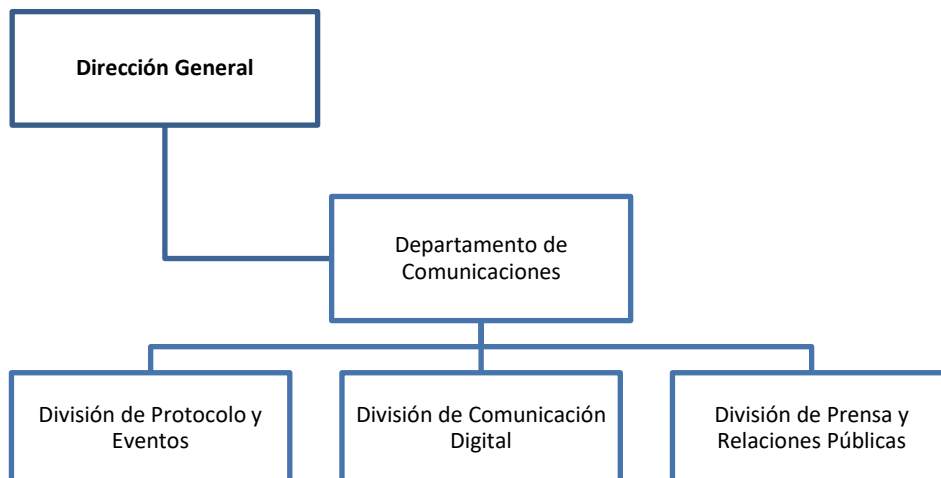 Dirección General
Departamento de
Comunicaciones
División de Protocolo y
Eventos
División de Comunicación
Digital
División de Prensa y
Relaciones Públicas